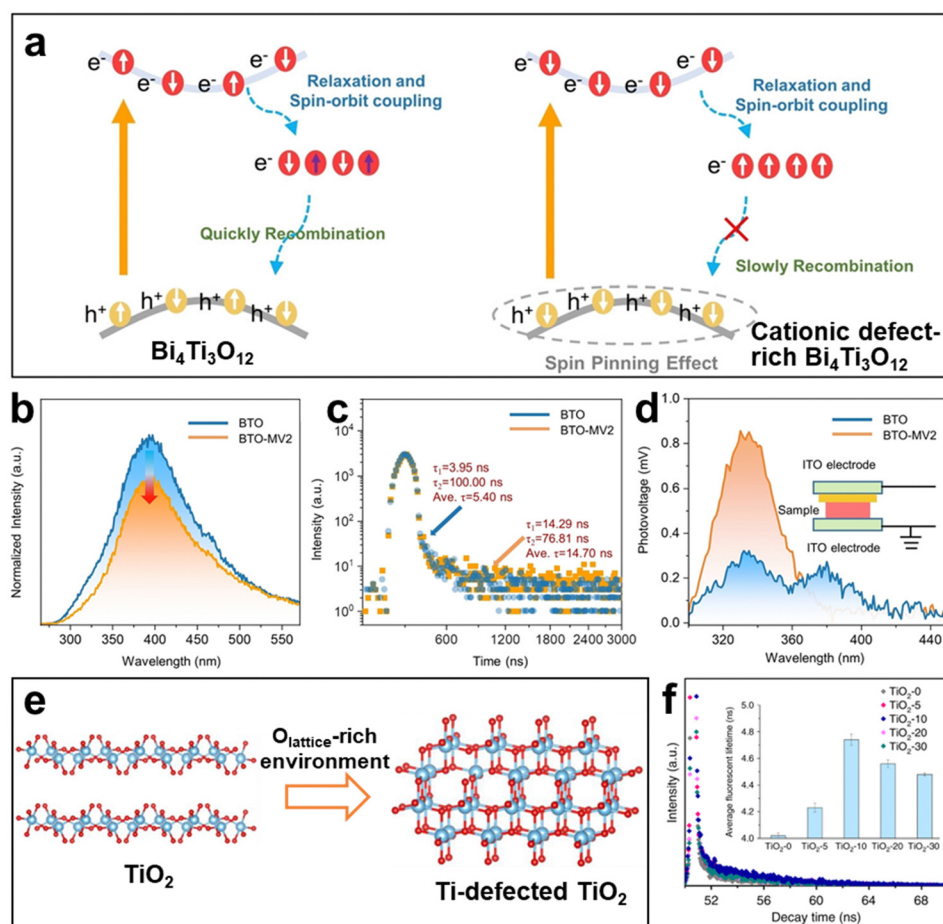 a
e⁻ e⁻ e⁻ e⁻
Relaxation and
Spin-orbit coupling
e⁻
Quickly Recombination
h⁺ h⁺ h⁺ h⁺
Bi₄Ti₃O₁₂
e⁻ e⁻ e⁻ e⁻
Relaxation and
Spin-orbit coupling
e⁻
Slowly Recombination
h⁺ h⁺ h⁺ h⁺
Spin Pinning Effect
Cationic defect-
rich Bi₄Ti₃O₁₂
b
BTO
BTO-MV2
Normalized Intensity (a.u.)
300 350 400 450 500 550
Wavelength (nm)
c
BTO
BTO-MV2
τ₁=3.95 ns
τ₂=100.00 ns
Ave. τ=5.40 ns
τ₁=14.29 ns
τ₂=76.81 ns
Ave. τ=14.70 ns
Intensity (a.u.)
10⁴
10³
10²
10¹
10⁰
600 1200 1800 2400 3000
Time (ns)
d
BTO
BTO-MV2
ITO electrode
Sample
ITO electrode
Photovoltage (mV)
1.0
0.8
0.6
0.4
0.2
0.0
320 360 400 440
Wavelength (nm)
e
O lattice-rich
environment
TiO₂
Ti-defected TiO₂
f
TiO₂-0
TiO₂-5
TiO₂-10
TiO₂-20
TiO₂-30
Intensity (a.u.)
Average fluorescent lifetime (ns)
5.0
4.8
4.6
4.4
4.2
4.0
TiO₂-0 TiO₂-5 TiO₂-10 TiO₂-20 TiO₂-30
52 56 60 64 68
Decay time (ns)